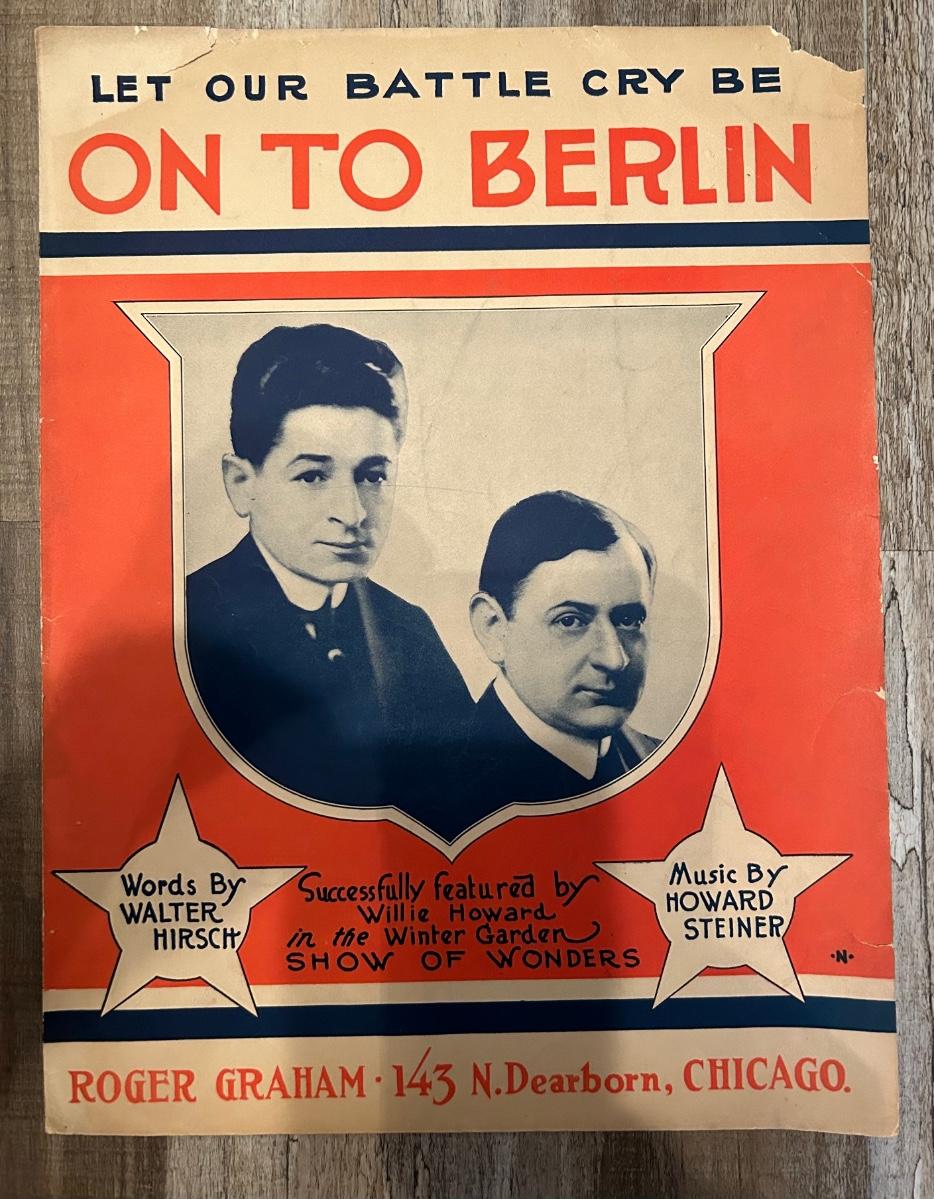 LET OUR BATTLE CRY BE
ON TO BERLIN
Words By
WALTER
HIRSCH
Successfully featured by
Willie Howard
in the Winter Garden
SHOW OF WONDERS
Music By
HOWARD
STEINER
·N·
ROGER GRAHAM · 143 N. Dearborn, CHICAGO.